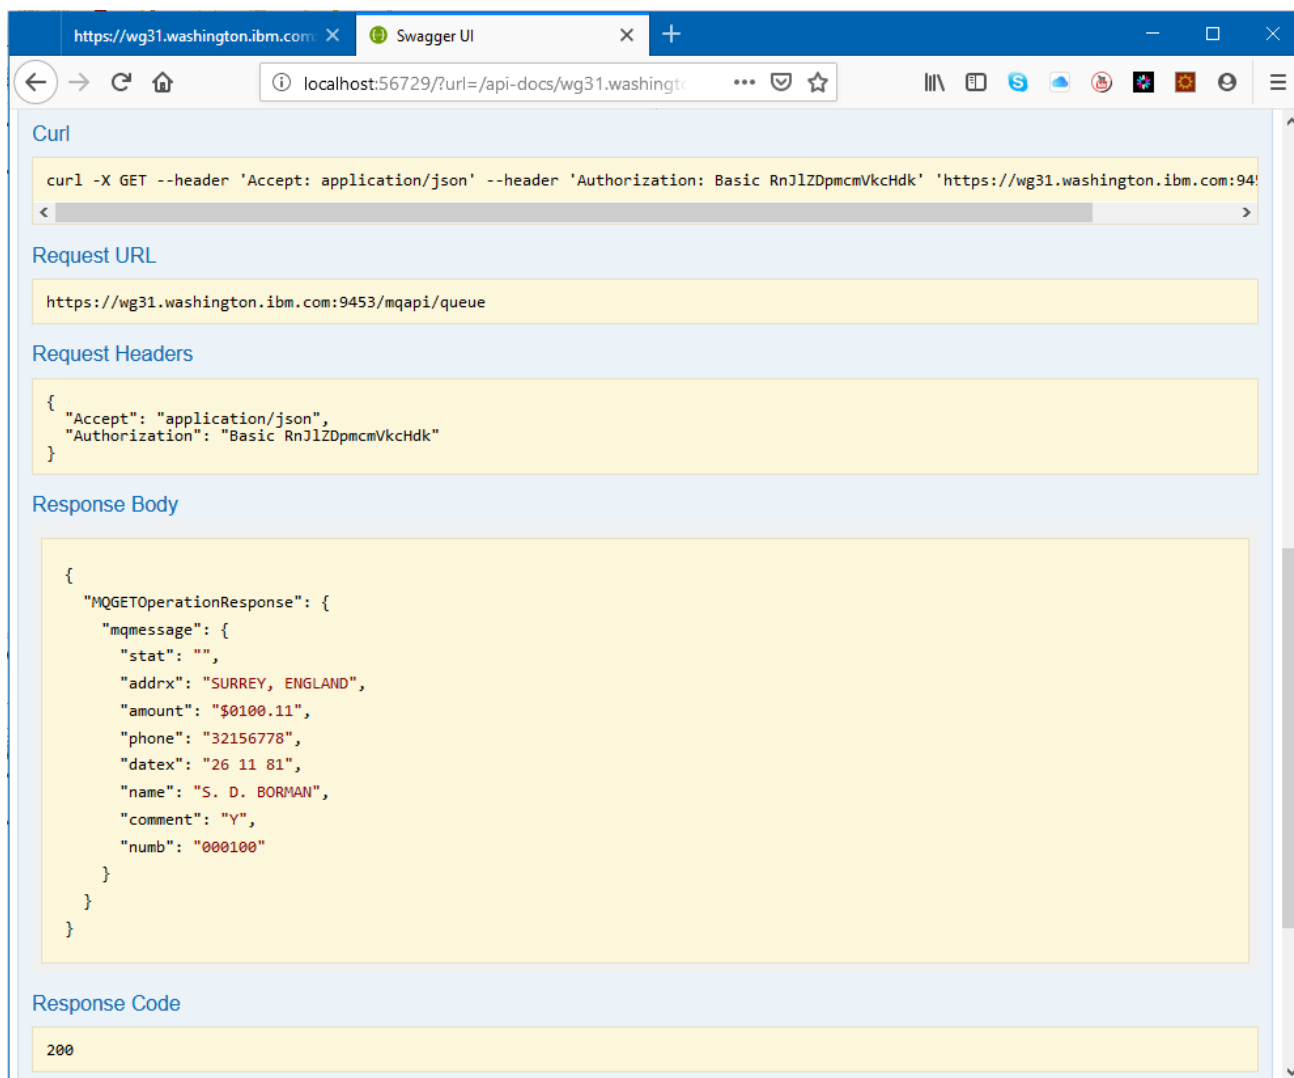 https://wg31.washington.ibm.com:
Swagger UI
localhost:56729/?url=/api-docs/wg31.washingto
Curl
curl -X GET --header 'Accept: application/json' --header 'Authorization: Basic RnJlZDpmcmVkcHdk' 'https://wg31.washington.ibm.com:945
Request URL
https://wg31.washington.ibm.com:9453/mqapi/queue
Request Headers
{
"Accept": "application/json",
"Authorization": "Basic RnJlZDpmcmVkcHdk"
}
Response Body
{
"MQGETOperationResponse": {
"mqmessage": {
"stat": "",
"addrx": "SURREY, ENGLAND",
"amount": "$0100.11",
"phone": "32156778",
"datex": "26 11 81",
"name": "S. D. BORMAN",
"comment": "Y",
"numb": "000100"
}
}
}
Response Code
200